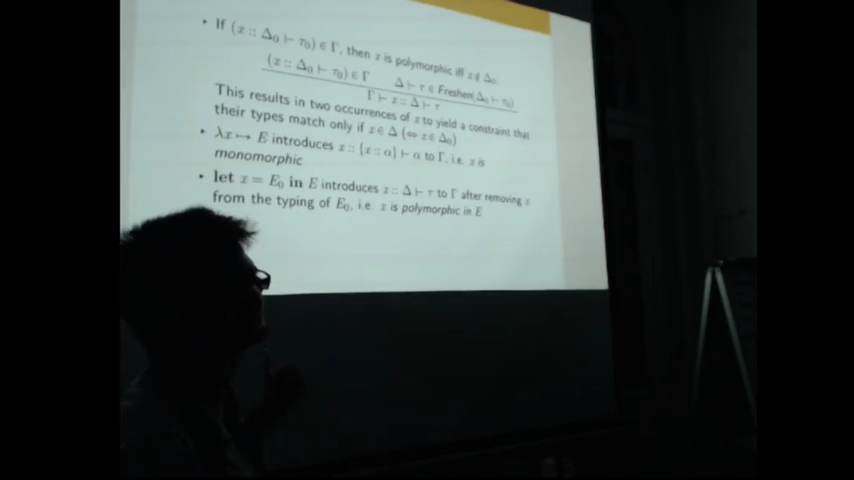 • If (x :: Δ₀ ⊢ τ₀) ∈ Γ, then x is polymorphic iff x ∉ Δ₀.
(x :: Δ₀ ⊢ τ₀) ∈ Γ Δ ⊢ τ ∈ Freshen(Δ₀ ⊢ τ₀)
Γ ⊢ x :: Δ ⊢ τ
This results in two occurrences of x to yield a constraint that
their types match only if x ∈ Δ (⇔ x ∈ Δ₀)
• λx ↦ E introduces x :: {x :: α} ⊢ α to Γ, i.e. x is
monomorphic
• let x = E₀ in E introduces x :: Δ ⊢ τ to Γ after removing x
from the typing of E₀, i.e. x is polymorphic in E